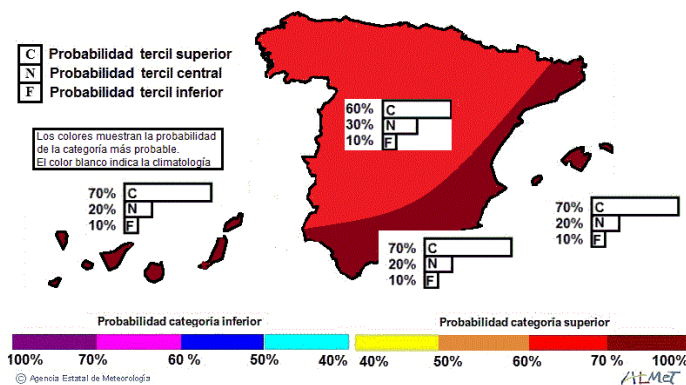 C Probabilidad tercil superior
N Probabilidad tercil central
F Probabilidad tercil inferior
Los colores muestran la probabilidad
de la categoría más probable.
El color blanco indica la climatología
60% C
30% N
10% F
70% C
20% N
10% F
70% C
20% N
10% F
70% C
20% N
10% F
Probabilidad categoría inferior
Probabilidad categoría superior
100% 70% 60 % 50% 40% 40% 50% 60% 70 % 100%
© Agencia Estatal de Meteorología
ALMET